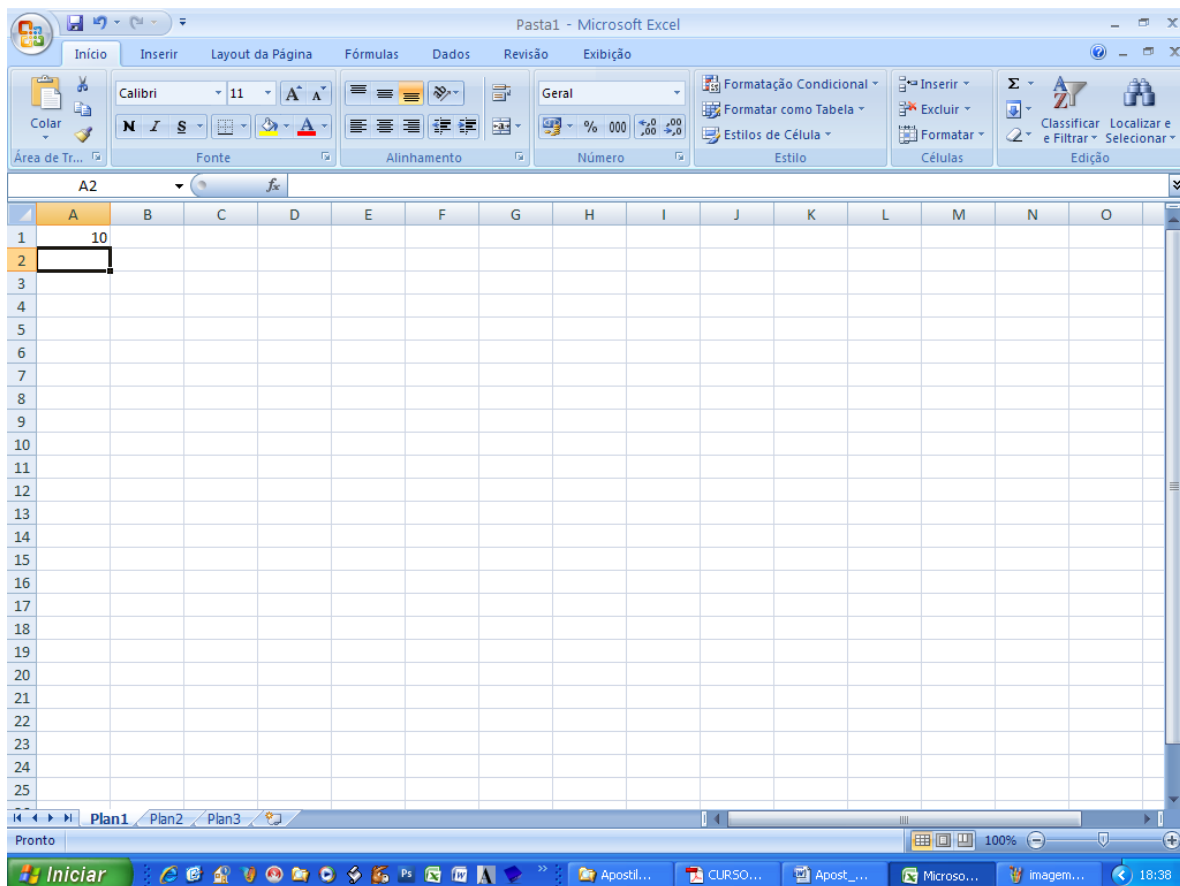 Pasta1 - Microsoft Excel
Início Inserir Layout da Página Fórmulas Dados Revisão Exibição
Colar
Área de Tr...
Calibri 11 A A
N I S A
Fonte
Alinhamento
Geral
% 000 ,00 ,00
Número
Formatação Condicional
Formatar como Tabela
Estilos de Célula
Estilo
Inserir
Excluir
Formatar
Células
Σ
Classificar e Filtrar
Localizar e Selecionar
Edição
A2 fx
A B C D E F G H I J K L M N O
1 10
2
3
4
5
6
7
8
9
10
11
12
13
14
15
16
17
18
19
20
21
22
23
24
25
Plan1 Plan2 Plan3
Pronto 100%
Iniciar Apostil... CURSO... Apost_... Microso... imagem... 18:38